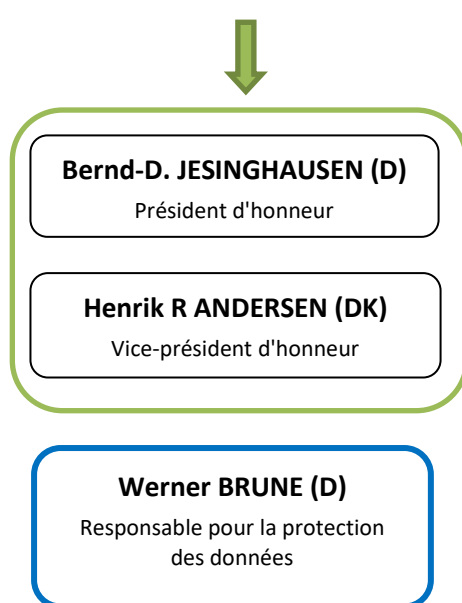 Bernd-D. JESINGHAUSEN (D)
Président d'honneur
Henrik R ANDERSEN (DK)
Vice-président d'honneur
Werner BRUNE (D)
Responsable pour la protection
des données